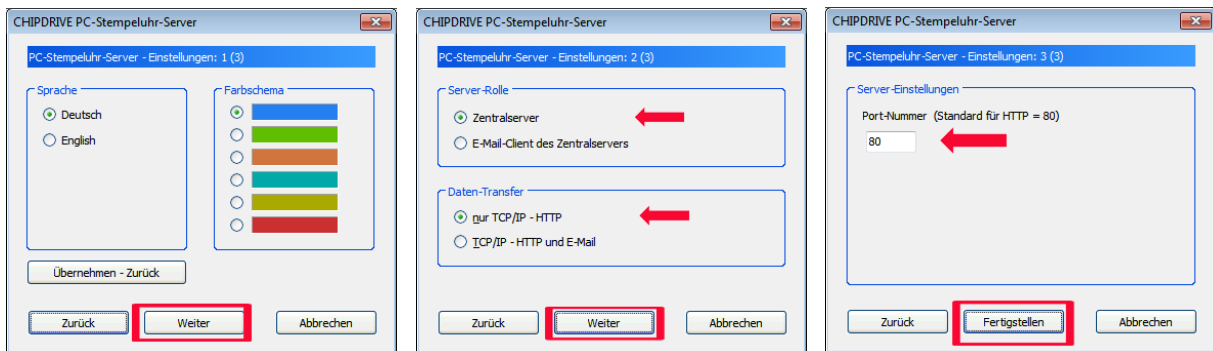 CHIPDRIVE PC-Stempeluhr-Server
PC-Stempeluhr-Server - Einstellungen: 1 (3)
Sprache
Deutsch
English
Farbschema
Übernehmen - Zurück
Zurück
Weiter
Abbrechen
CHIPDRIVE PC-Stempeluhr-Server
PC-Stempeluhr-Server - Einstellungen: 2 (3)
Server-Rolle
Zentralserver
E-Mail-Client des Zentralservers
Daten-Transfer
nur TCP/IP - HTTP
TCP/IP - HTTP und E-Mail
Zurück
Weiter
Abbrechen
CHIPDRIVE PC-Stempeluhr-Server
PC-Stempeluhr-Server - Einstellungen: 3 (3)
Server-Einstellungen
Port-Nummer (Standard für HTTP = 80)
80
Zurück
Fertigstellen
Abbrechen